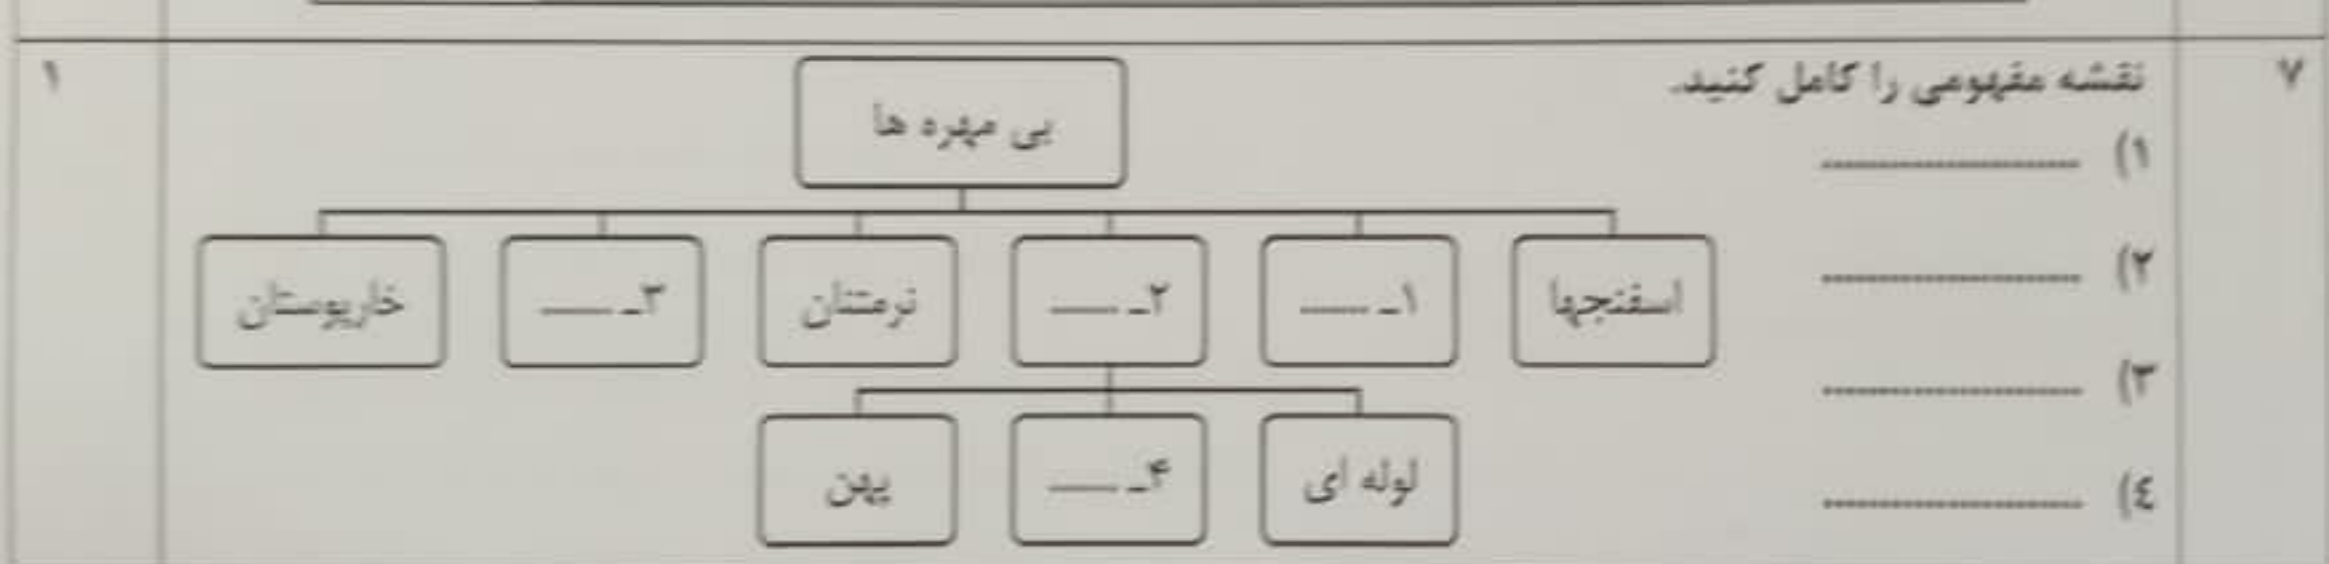 ۷
نقشه مفهومی را کامل کنید.
۱
بی مهره ها
۱) ....................
۲) ....................
۳) ....................
٤) ....................
اسفنجها
۱ـ ......
۲ـ ......
نرمتنان
۳ـ ......
خارپوستان
لوله ای
۴ـ ......
پهن